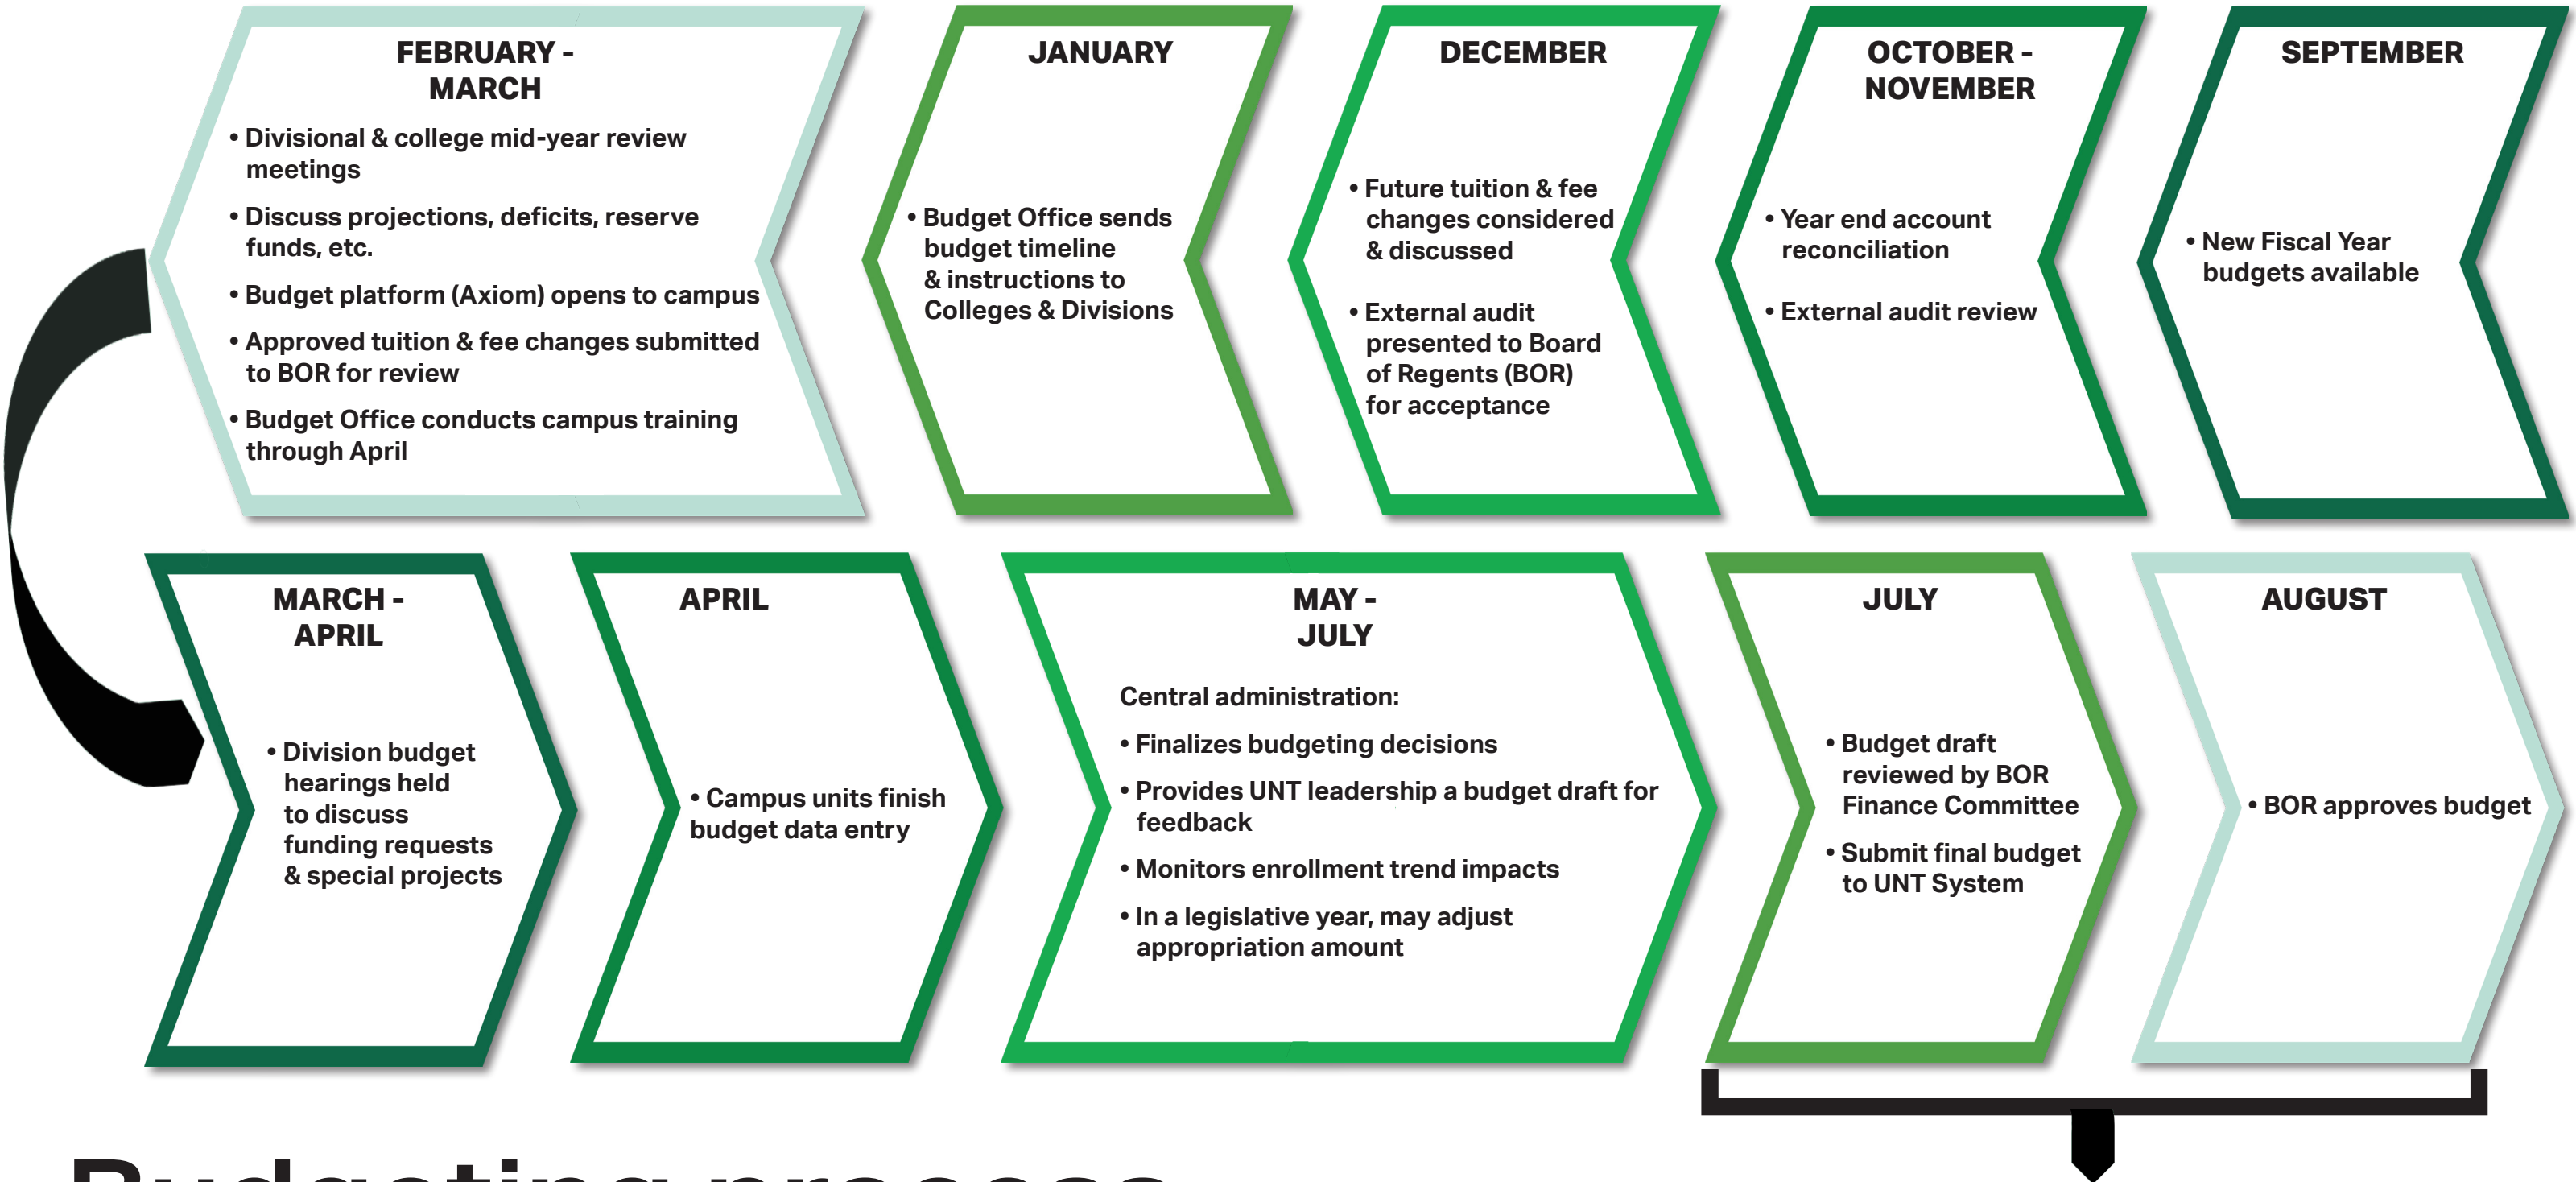 FEBRUARY -
MARCH
• Divisional & college mid-year review
meetings
• Discuss projections, deficits, reserve
funds, etc.
• Budget platform (Axiom) opens to campus
• Approved tuition & fee changes submitted
to BOR for review
• Budget Office conducts campus training
through April
JANUARY
• Budget Office sends
budget timeline
& instructions to
Colleges & Divisions
DECEMBER
• Future tuition & fee
changes considered
& discussed
• External audit
presented to Board
of Regents (BOR)
for acceptance
OCTOBER -
NOVEMBER
• Year end account
reconciliation
• External audit review
SEPTEMBER
• New Fiscal Year
budgets available
MARCH -
APRIL
• Division budget
hearings held
to discuss
funding requests
& special projects
APRIL
• Campus units finish
budget data entry
MAY -
JULY
Central administration:
• Finalizes budgeting decisions
• Provides UNT leadership a budget draft for
feedback
• Monitors enrollment trend impacts
• In a legislative year, may adjust
appropriation amount
JULY
• Budget draft
reviewed by BOR
Finance Committee
• Submit final budget
to UNT System
AUGUST
• BOR approves budget
Budgeting process